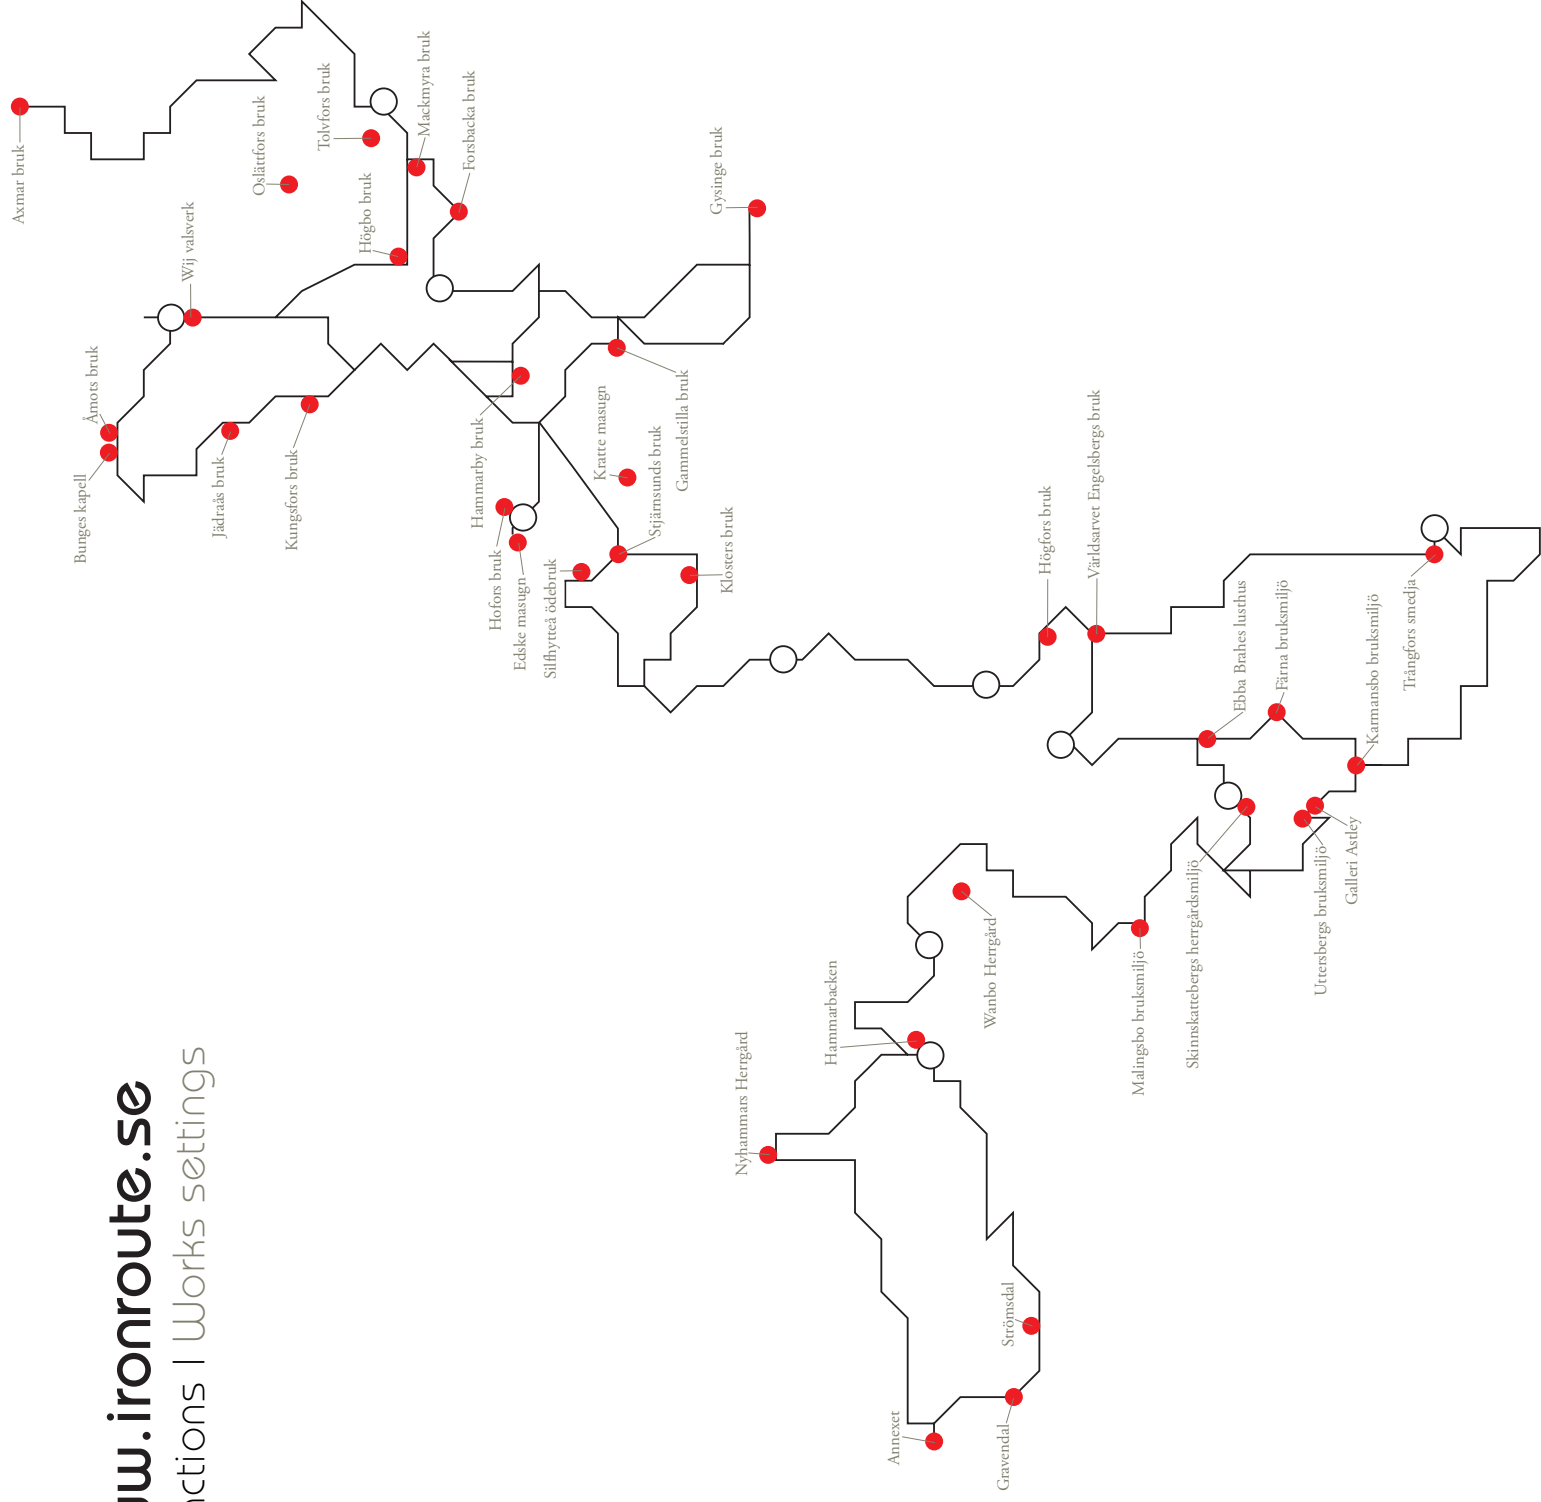 Axmar bruk
Oslättfors bruk
Tolvfors bruk
Mackmyra bruk
Forsbacka bruk
Wij valsverk
Högbo bruk
Gysinge bruk
Åmots bruk
Bunges kapell
Jädraås bruk
Kungsfors bruk
Hammarby bruk
Kratte masugn
Gammelstilla bruk
Stjärnsunds bruk
Hofors bruk
Edske masugn
Silfhytteå ödebruk
Klosters bruk
Högfors bruk
Världsarvet Engelsbergs bruk
Ebba Brahes lusthus
Färna bruksmiljö
Karmansbo bruksmiljö
Trångfors smedja
Galleri Astley
Uttersbergs bruksmiljö
Skinnskattebergs herrgårdsmiljö
Malingsbo bruksmiljö
Wanbo Herrgård
Hammarbacken
Nyhammars Herrgård
Strömsdal
Annexet
Gravendal
w.ironroute.se
ctions | Works settings